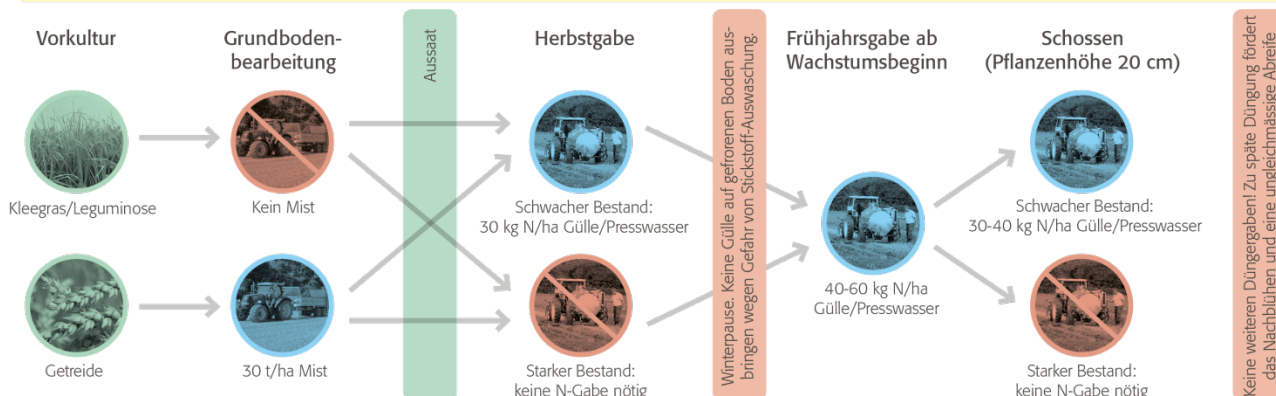 Vorkultur
Grundboden-
bearbeitung
Aussaat
Herbstgabe
Winterpause. Keine Gülle auf gefrorenen Boden aus-
bringen wegen Gefahr von Stickstoff-Auswaschung.
Frühjahrsgabe ab
Wachstumsbeginn
Schossen
(Pflanzenhöhe 20 cm)
Keine weiteren Düngergaben! Zu späte Düngung fördert
das Nachblühen und eine ungleichmässige Abreife
Kleegras/Leguminose
Kein Mist
Schwacher Bestand:
30 kg N/ha Gülle/Presswasser
Schwacher Bestand:
30-40 kg N/ha Gülle/Presswasser
40-60 kg N/ha
Gülle/Presswasser
Getreide
30 t/ha Mist
Starker Bestand:
keine N-Gabe nötig
Starker Bestand:
keine N-Gabe nötig